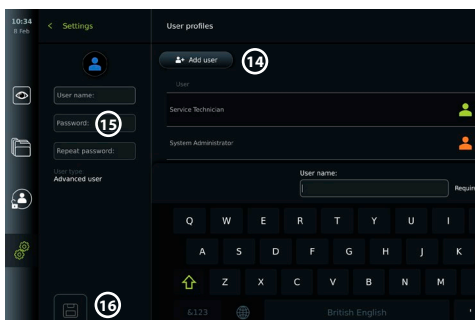 10:34
8 Feb
Settings
User profiles
Add user
14
User
User name:
Service Technician
Password:
15
System Administrator
Repeat password:
User type
Advanced user
User name:
Requir
Q W E R T Y U I
A S D F G H J K
Z X C V B N M
16
&123
British English